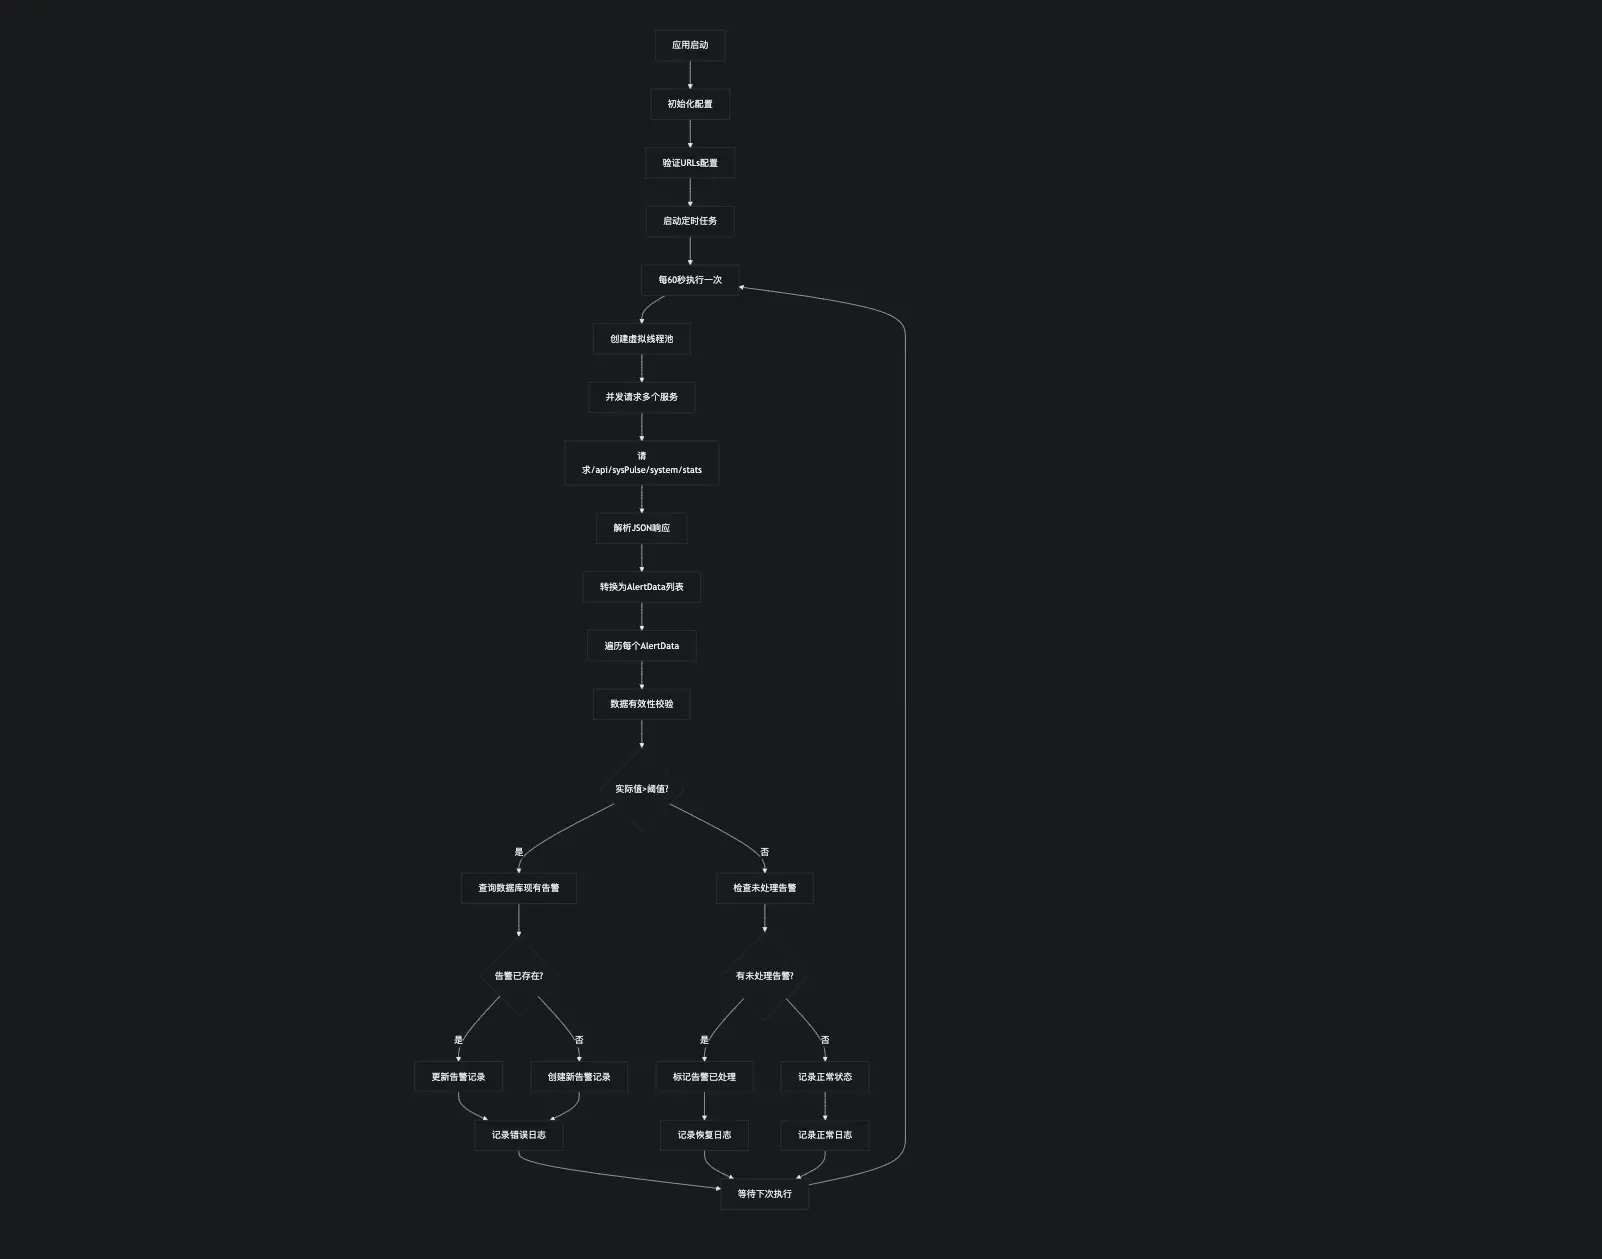 应用启动
初始化配置
验证URLs配置
启动定时任务
每60秒执行一次
创建虚拟线程池
并发请求多个服务
请
求/api/sysPulse/system/stats
解析JSON响应
转换为AlertData列表
遍历每个AlertData
数据有效性校验
实际值>阈值?
是
否
查询数据库现有告警
检查未处理告警
告警已存在?
有未处理告警?
是
否
是
否
更新告警记录
创建新告警记录
标记告警已处理
记录正常状态
记录错误日志
记录恢复日志
记录正常日志
等待下次执行